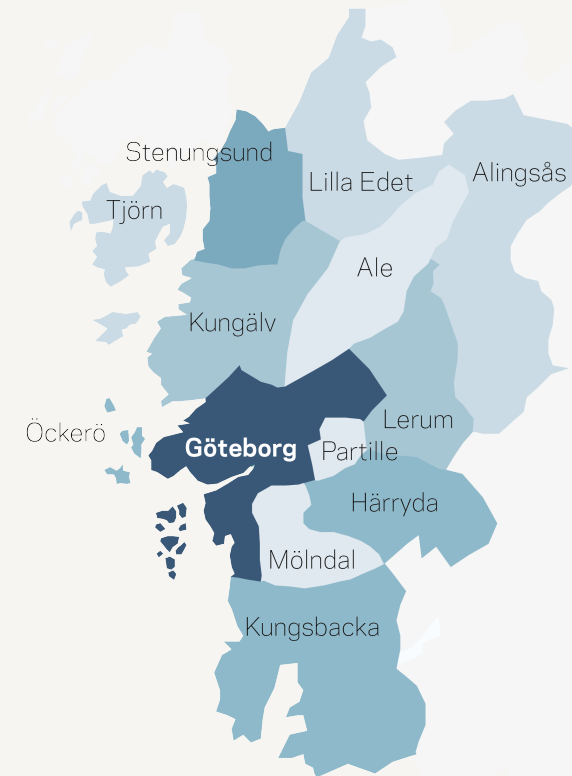 Stenungsund
Alingsås
Lilla Edet
Tjörn
Ale
Kungälv
Lerum
Öckerö
Göteborg
Partille
Härryda
Mölndal
Kungsbacka